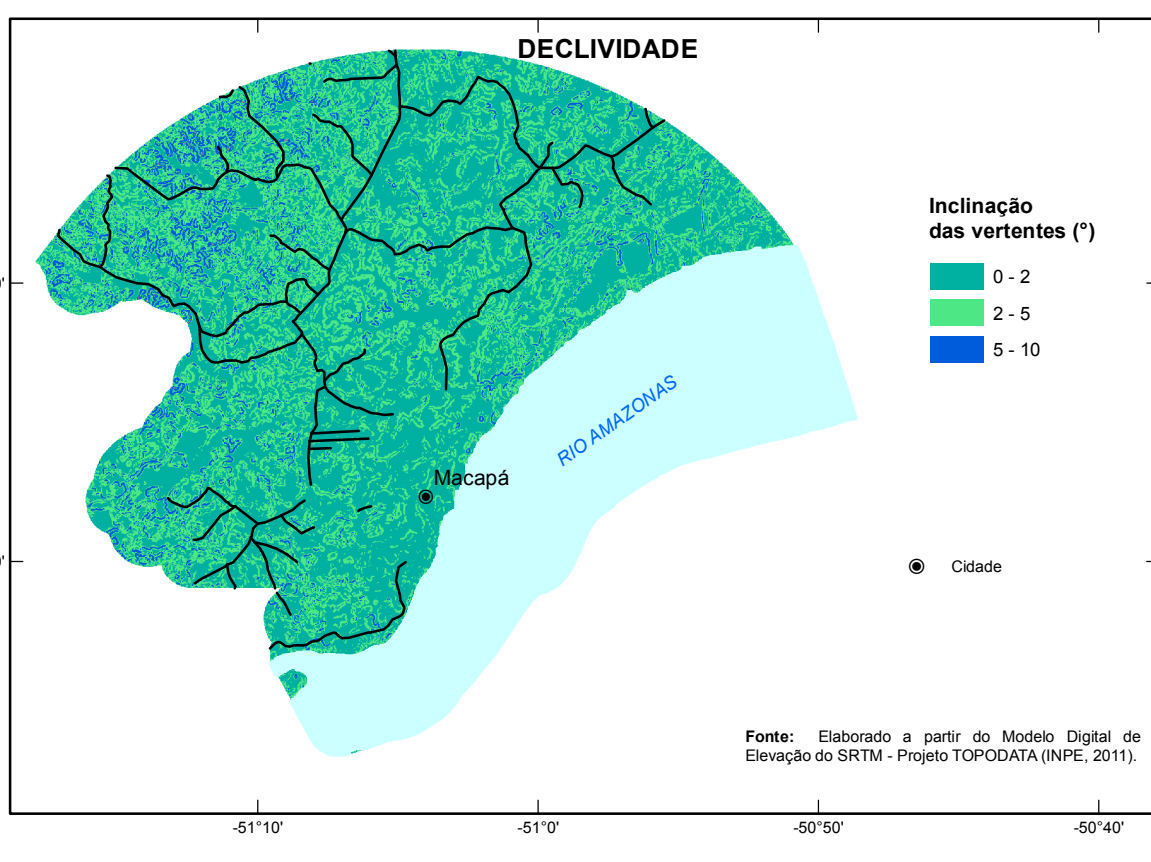 DECLIVIDADE
Inclinação
das vertentes (°)
0 - 2
2 - 5
5 - 10
RIO AMAZONAS
Macapá
Cidade
Fonte: Elaborado a partir do Modelo Digital de
Elevação do SRTM - Projeto TOPODATA (INPE, 2011).
-51°10' -51°0' -50°50' -50°40'